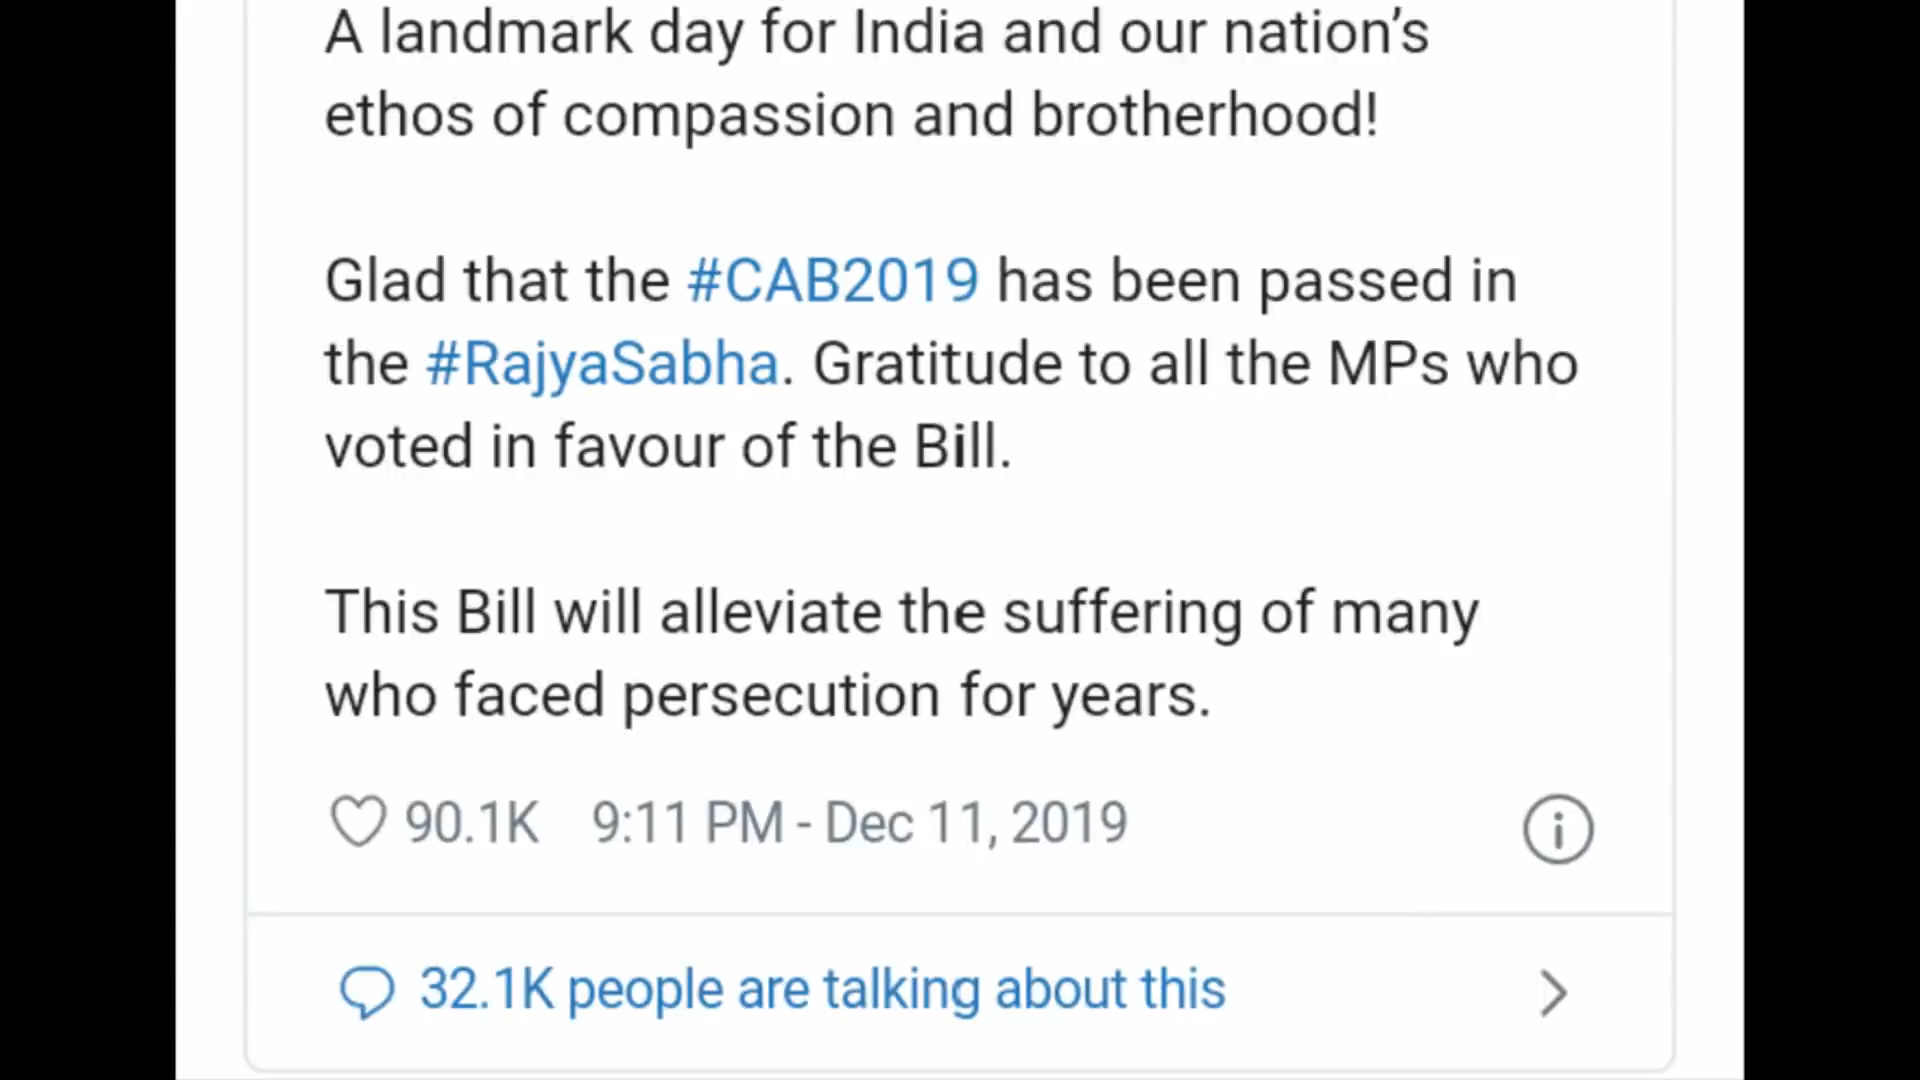 A landmark day for India and our nation’s
ethos of compassion and brotherhood!
Glad that the #CAB2019 has been passed in
the #RajyaSabha. Gratitude to all the MPs who
voted in favour of the Bill.
This Bill will alleviate the suffering of many
who faced persecution for years.
90.1K 9:11 PM - Dec 11, 2019
32.1K people are talking about this